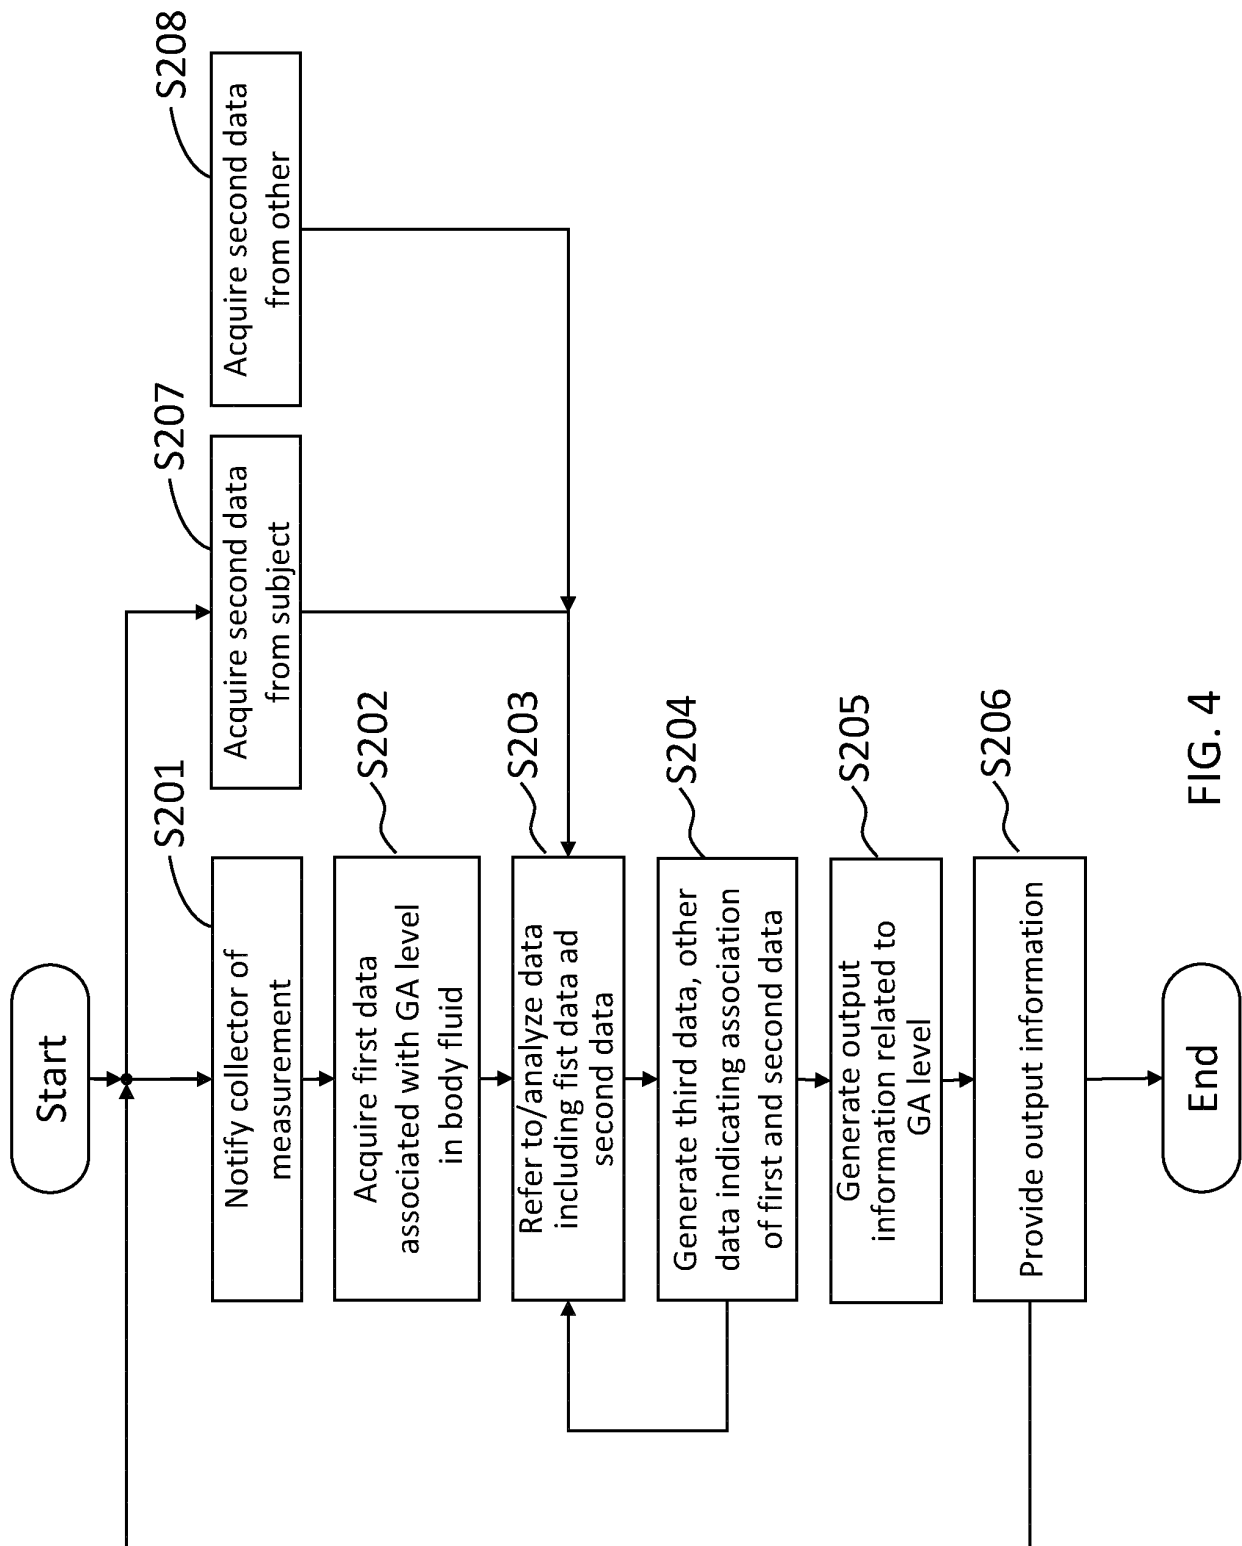 Start
S201
Notify collector of
measurement
S202
Acquire first data
associated with GA level
in body fluid
S203
Refer to/analyze data
including fist data ad
second data
S204
Generate third data, other
data indicating association
of first and second data
S205
Generate output
information related to
GA level
S206
Provide output information
End
S207
Acquire second data
from subject
S208
Acquire second data
from other
FIG. 4